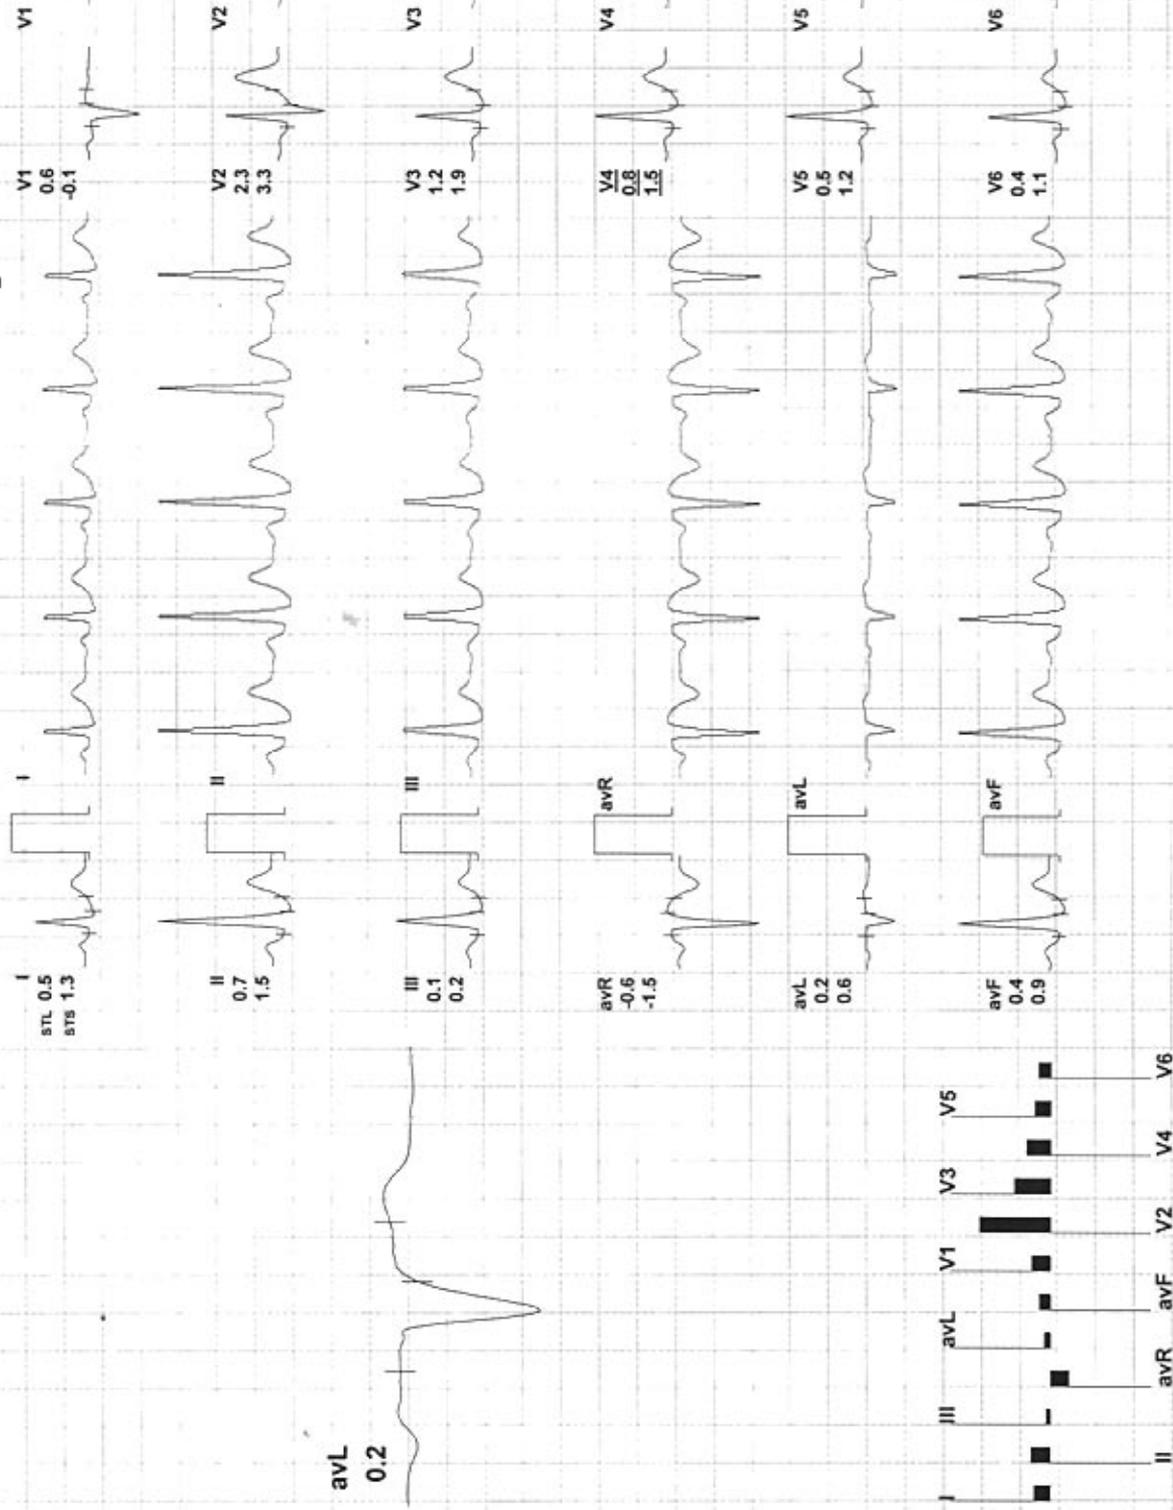 I I V1 V1
STL 0.5 0.6
STS 1.3 -0.1
II II V2 V2
0.7 2.3
1.5 3.3
avL
0.2
III III V3 V3
0.1 1.2
0.2 1.9
avR avR V4 V4
-0.6 0.8
-1.5 1.5
avL avL V5 V5
0.2 0.5
0.6 1.2
I III avL V1 V3 V5
avF avF V6 V6
0.4 0.4
0.9 1.1
II avR avF V2 V4 V6